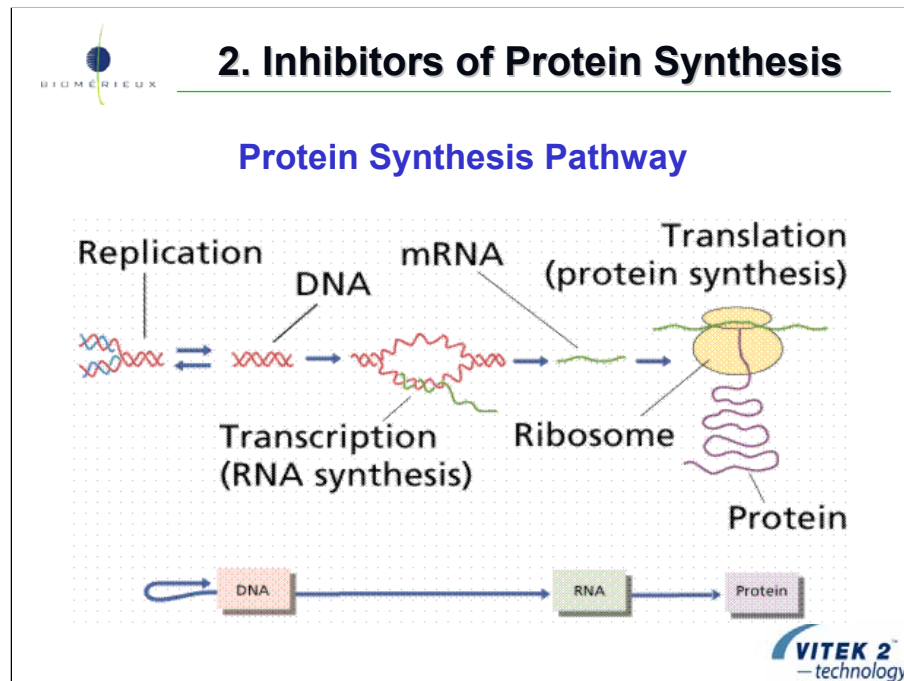 BIOMÉRIEUX
2. Inhibitors of Protein Synthesis
Protein Synthesis Pathway
Replication
DNA
mRNA
Translation
(protein synthesis)
Transcription
(RNA synthesis)
Ribosome
Protein
DNA
RNA
Protein
VITEK 2™
technology